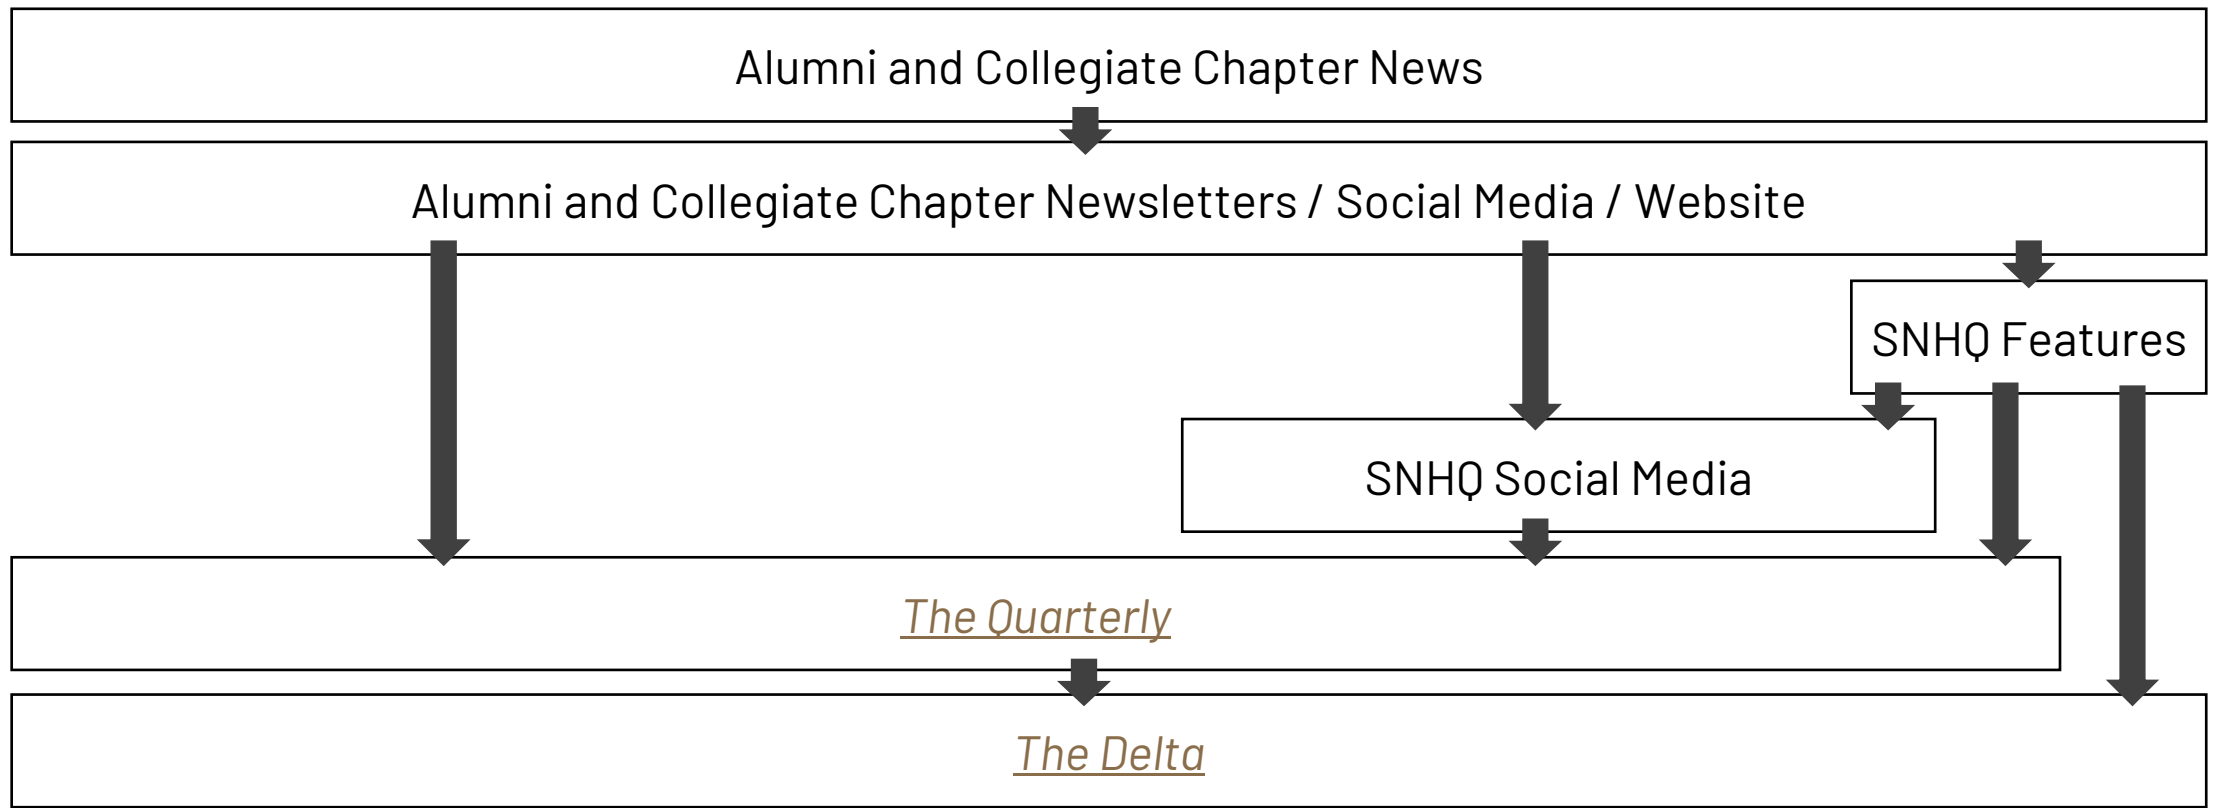 Alumni and Collegiate Chapter News
Alumni and Collegiate Chapter Newsletters / Social Media / Website
SNHQ Features
SNHQ Social Media
The Quarterly
The Delta